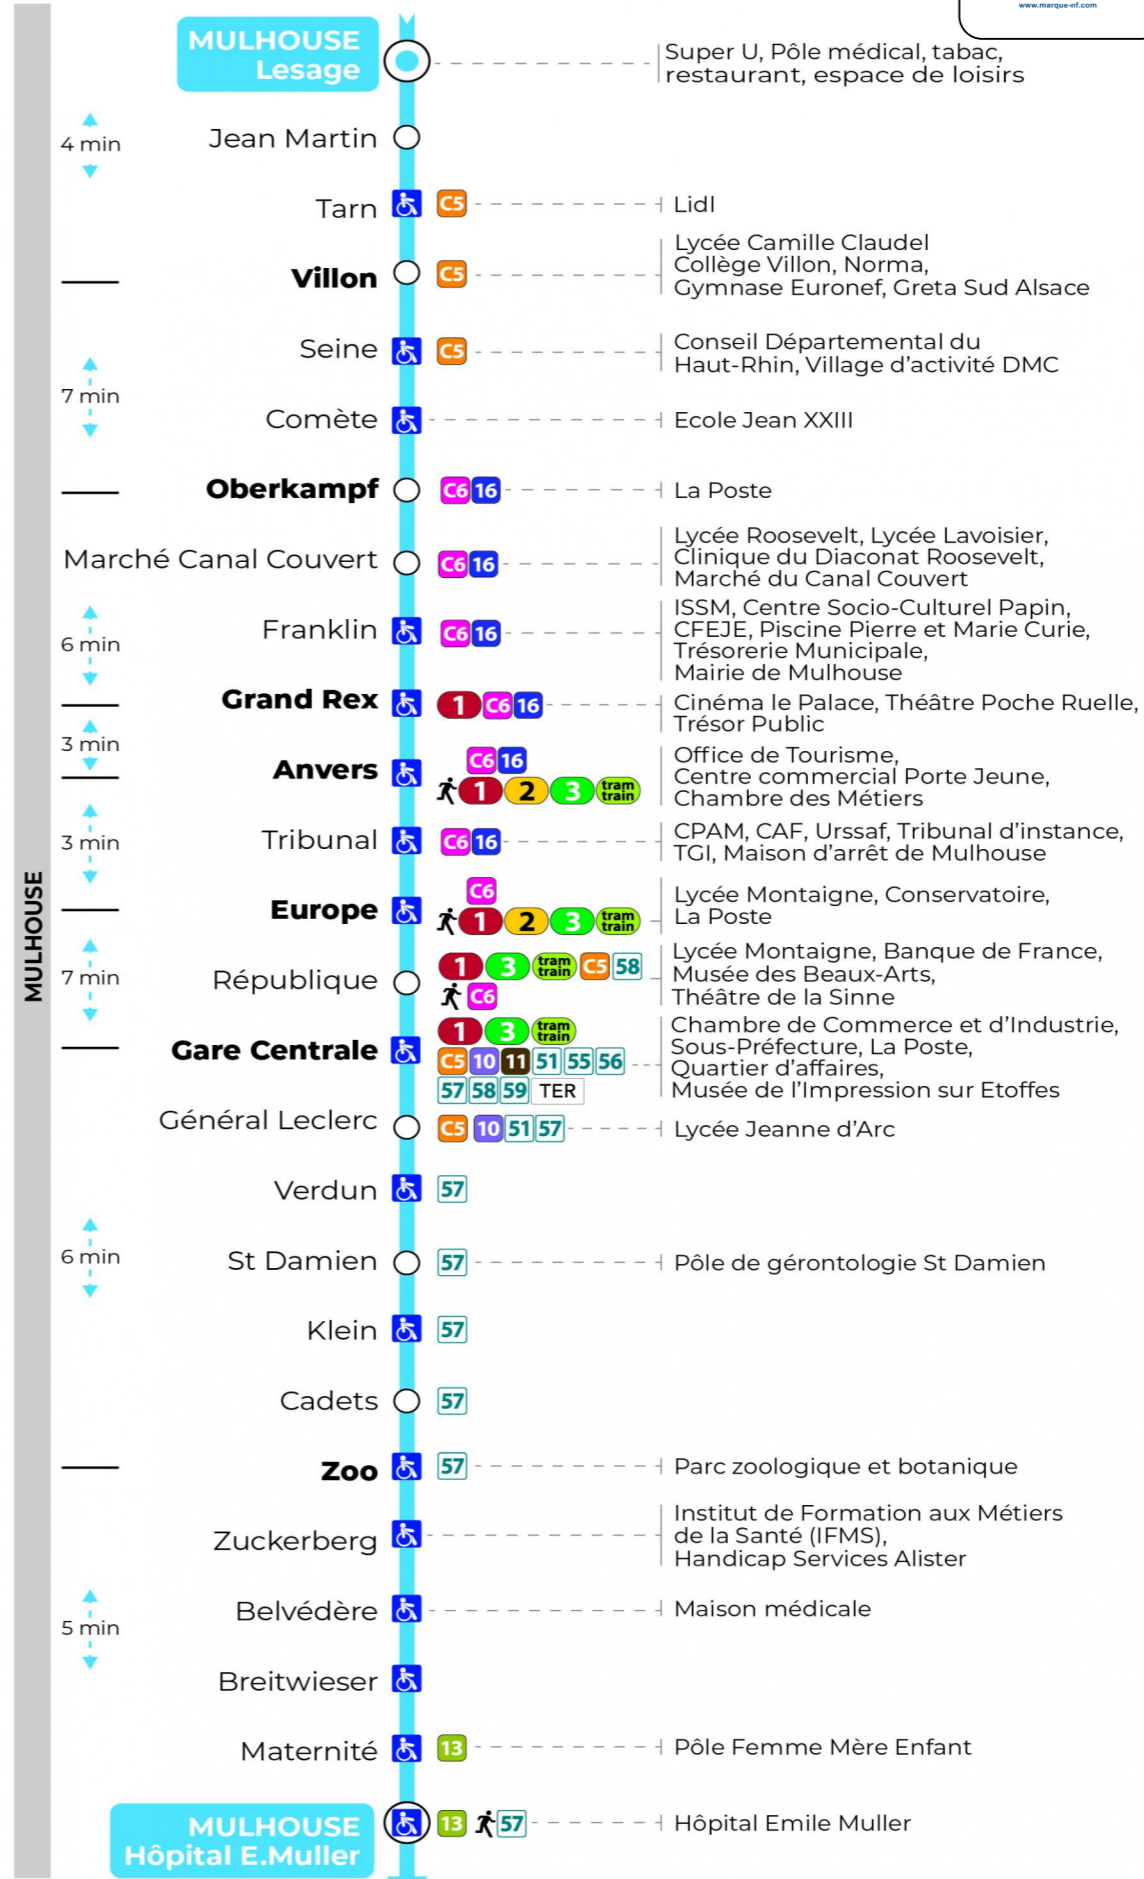 www.marque-nf.com
MULHOUSE
Lesage
Super U, Pôle médical, tabac,
restaurant, espace de loisirs
4 min
Jean Martin
Tarn
C5
Lidl
Villon
C5
Lycée Camille Claudel
Collège Villon, Norma,
Gymnase Euronef, Greta Sud Alsace
Seine
C5
Conseil Départemental du
Haut-Rhin, Village d'activité DMC
7 min
Comète
Ecole Jean XXIII
Oberkampf
C6 16
La Poste
Marché Canal Couvert
C6 16
Lycée Roosevelt, Lycée Lavoisier,
Clinique du Diaconat Roosevelt,
Marché du Canal Couvert
6 min
Franklin
C6 16
ISSM, Centre Socio-Culturel Papin,
CFEJE, Piscine Pierre et Marie Curie,
Trésorerie Municipale,
Mairie de Mulhouse
Grand Rex
1 C6 16
Cinéma le Palace, Théâtre Poche Ruelle,
Trésor Public
3 min
Anvers
C6 16
1 2 3 tram train
Office de Tourisme,
Centre commercial Porte Jeune,
Chambre des Métiers
3 min
Tribunal
C6 16
CPAM, CAF, Urssaf, Tribunal d'instance,
TGI, Maison d'arrêt de Mulhouse
MULHOUSE
Europe
C6
1 2 3 tram train
Lycée Montaigne, Conservatoire,
La Poste
7 min
République
1 3 tram train C5 58
C6
Lycée Montaigne, Banque de France,
Musée des Beaux-Arts,
Théâtre de la Sinne
Gare Centrale
1 3 tram train
C5 10 11 51 55 56
57 58 59 TER
Chambre de Commerce et d'Industrie,
Sous-Préfecture, La Poste,
Quartier d'affaires,
Musée de l'Impression sur Etoffes
Général Leclerc
C5 10 51 57
Lycée Jeanne d'Arc
Verdun
57
6 min
St Damien
57
Pôle de gérontologie St Damien
Klein
57
Cadets
57
Zoo
57
Parc zoologique et botanique
Zuckerberg
Institut de Formation aux Métiers
de la Santé (IFMS),
Handicap Services Alister
5 min
Belvédère
Maison médicale
Breitwieser
Maternité
13
Pôle Femme Mère Enfant
MULHOUSE
Hôpital E.Muller
13 57
Hôpital Emile Muller